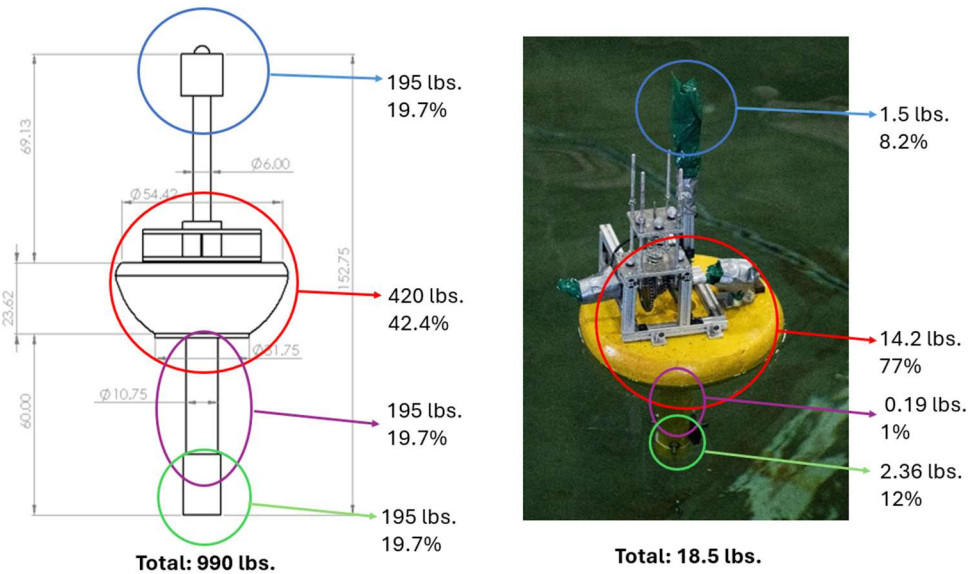 195 lbs.
19.7%
69.13
Ø6.00
Ø54.42
152.75
23.62
420 lbs.
42.4%
Ø31.75
Ø10.75
60.00
195 lbs.
19.7%
195 lbs.
19.7%
Total: 990 lbs.
1.5 lbs.
8.2%
14.2 lbs.
77%
0.19 lbs.
1%
2.36 lbs.
12%
Total: 18.5 lbs.